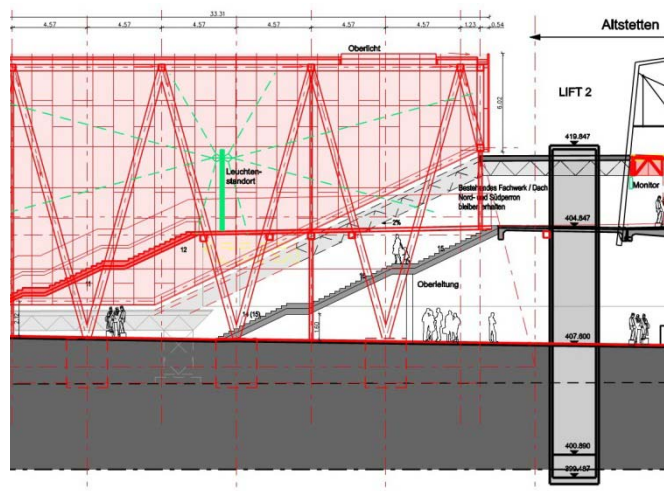 33.31
4.57
4.57
4.57
4.57
4.57
4.57
1.23
0.54
Altstetten
Oberlicht
6.02
LIFT 2
419.847
Leuchten-
standort
Bestehendes Fachwerk / Dach
Nord- und Südperron
bleiben erhalten
Monitor
2%
404.847
12
15
11
Oberleitung
14 (15)
407.600
400.890